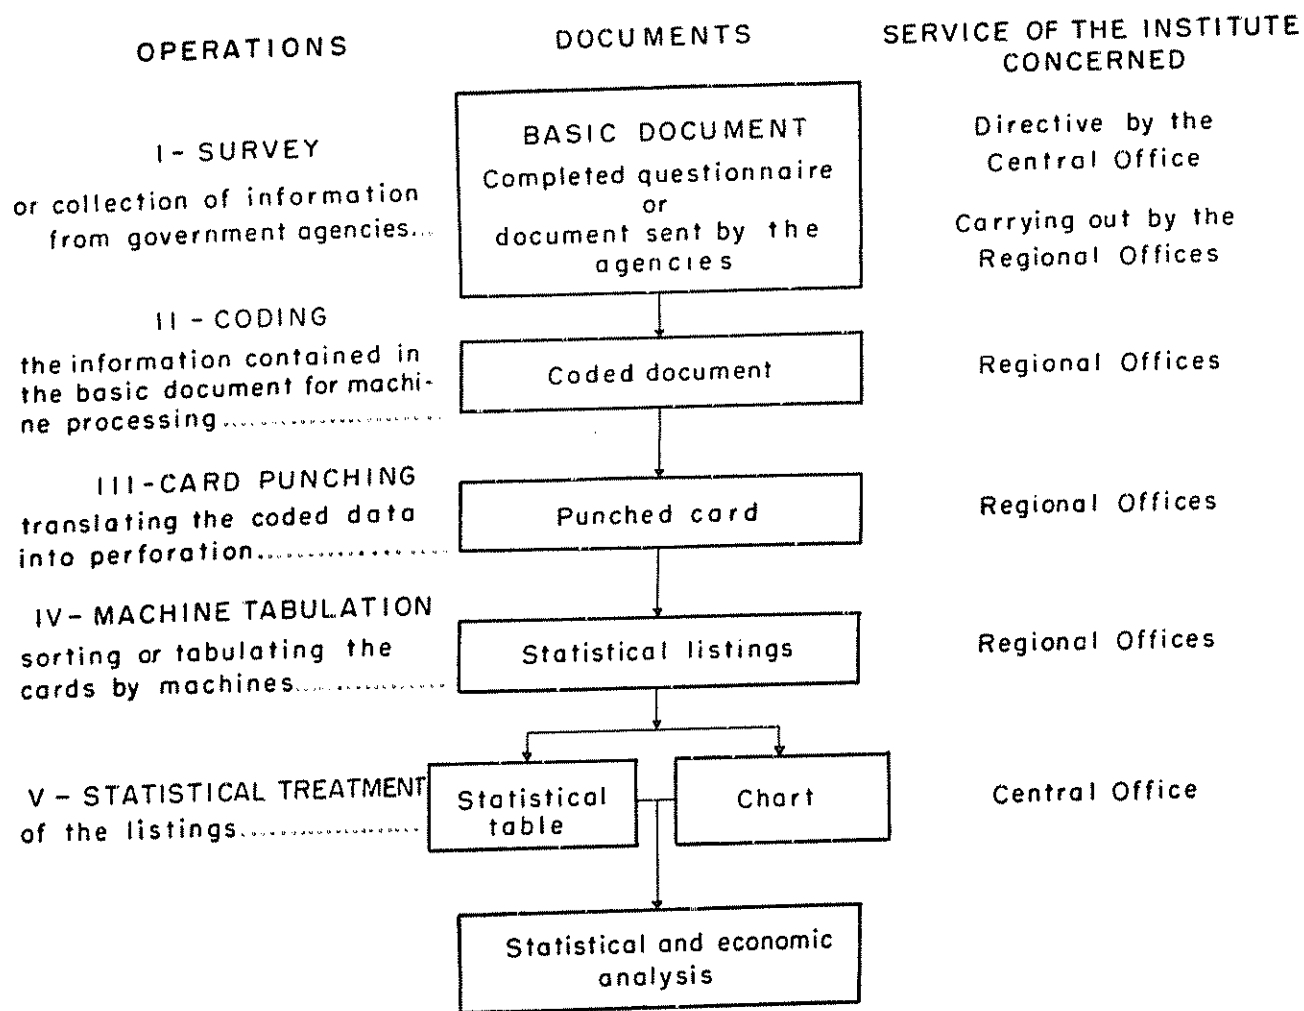 OPERATIONS
DOCUMENTS
SERVICE OF THE INSTITUTE
CONCERNED
I - SURVEY
or collection of information
from government agencies...
BASIC DOCUMENT
Completed questionnaire
or
document sent by the
agencies
Directive by the
Central Office
Carrying out by the
Regional Offices
II - CODING
the information contained in
the basic document for machi-
ne processing......................
Coded document
Regional Offices
III - CARD PUNCHING
translating the coded data
into perforation....................
Punched card
Regional Offices
IV - MACHINE TABULATION
sorting or tabulating the
cards by machines................
Statistical listings
Regional Offices
V - STATISTICAL TREATMENT
of the listings...................
Statistical
table
Chart
Central Office
Statistical and economic
analysis